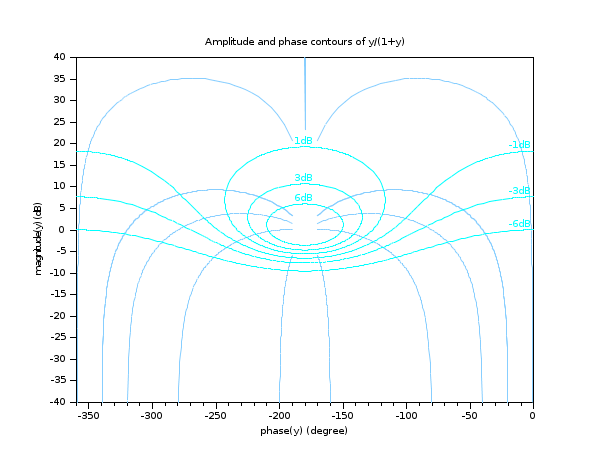 Amplitude and phase contours of y/(1+y)
40
35
30
25
20
15
10
5
0
-5
-10
-15
-20
-25
-30
-35
-40
magnitude(y) (dB)
1dB
3dB
6dB
-1dB
-3dB
-6dB
-350
-300
-250
-200
-150
-100
-50
0
phase(y) (degree)